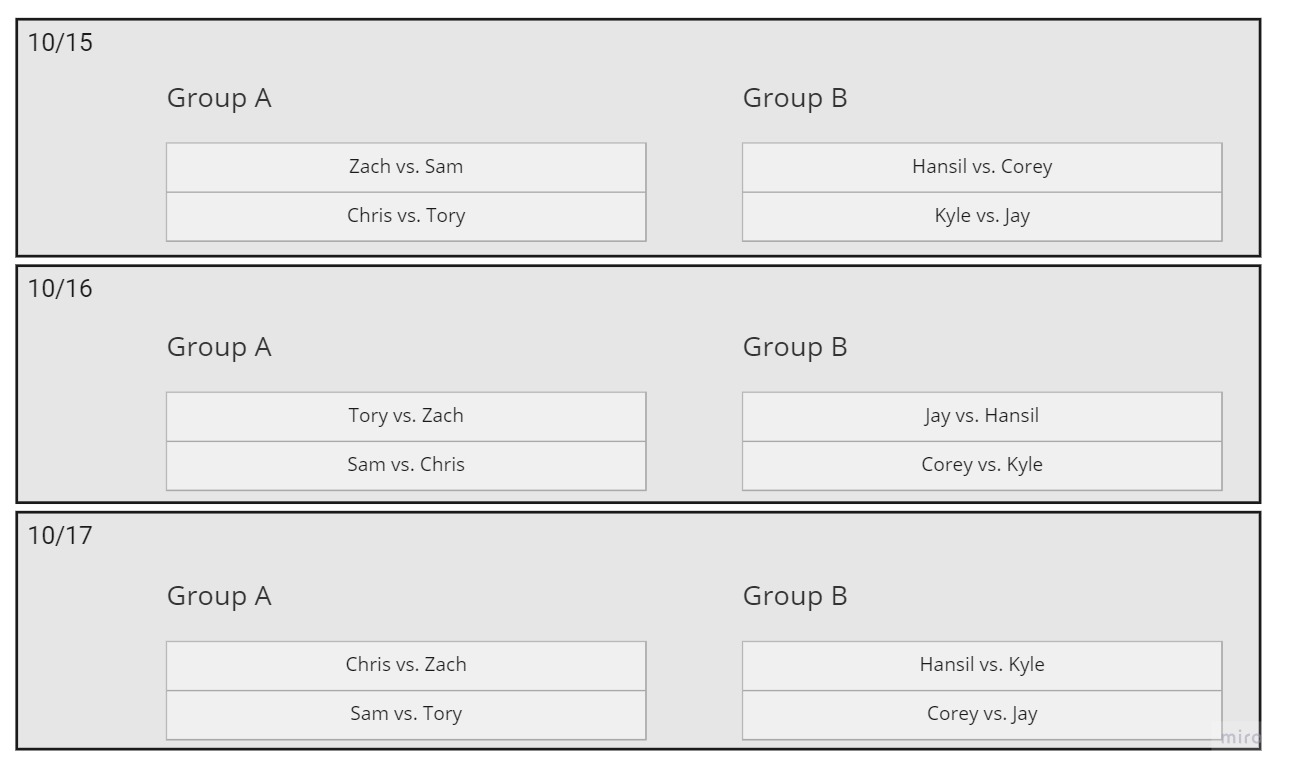 10/15
Group A
Group B
Zach vs. Sam
Hansil vs. Corey
Chris vs. Tory
Kyle vs. Jay
10/16
Group A
Group B
Tory vs. Zach
Jay vs. Hansil
Sam vs. Chris
Corey vs. Kyle
10/17
Group A
Group B
Chris vs. Zach
Hansil vs. Kyle
Sam vs. Tory
Corey vs. Jay
miro